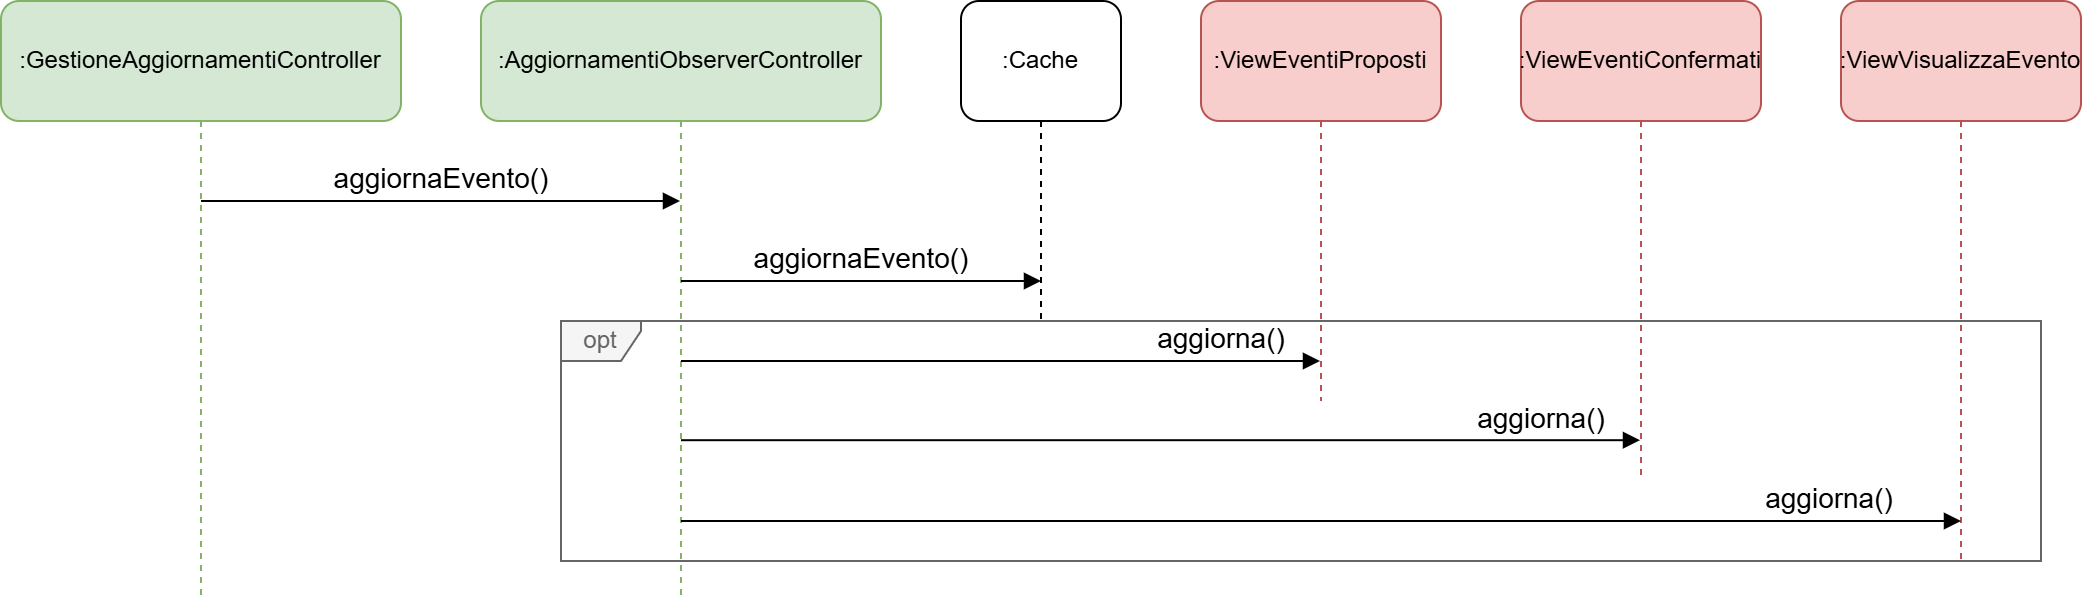 :GestioneAggiornamentiController
:AggiornamentiObserverController
:Cache
:ViewEventiProposti
:ViewEventiConfermati
:ViewVisualizzaEvento
aggiornaEvento()
aggiornaEvento()
opt
aggiorna()
aggiorna()
aggiorna()